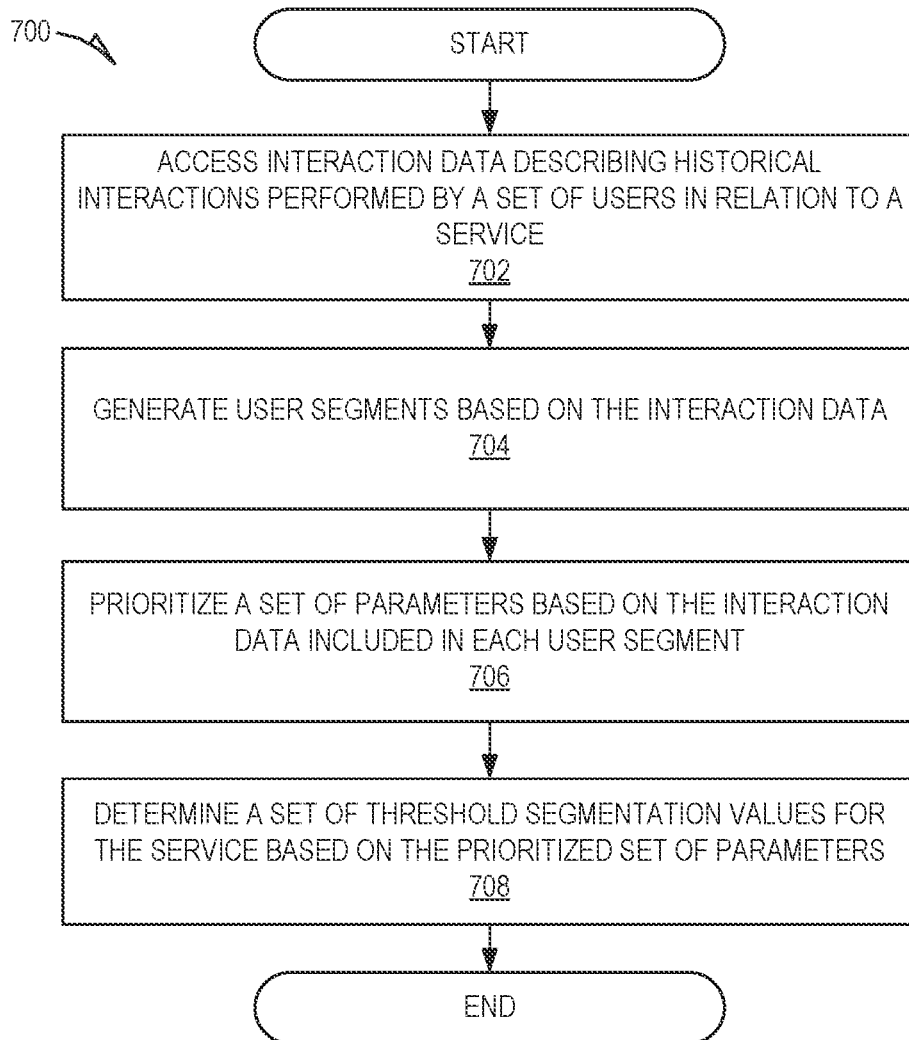 700
START
ACCESS INTERACTION DATA DESCRIBING HISTORICAL
INTERACTIONS PERFORMED BY A SET OF USERS IN RELATION TO A
SERVICE
702
GENERATE USER SEGMENTS BASED ON THE INTERACTION DATA
704
PRIORITIZE A SET OF PARAMETERS BASED ON THE INTERACTION
DATA INCLUDED IN EACH USER SEGMENT
706
DETERMINE A SET OF THRESHOLD SEGMENTATION VALUES FOR
THE SERVICE BASED ON THE PRIORITIZED SET OF PARAMETERS
708
END